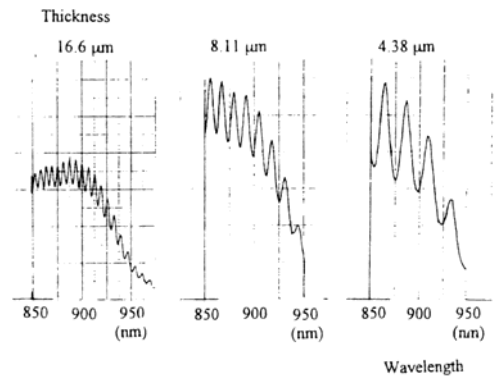 Thickness
16.6 μm
8.11 μm
4.38 μm
850 900 950
850 900 950
850 900 950
(nm)
(nm)
(nm)
Wavelength